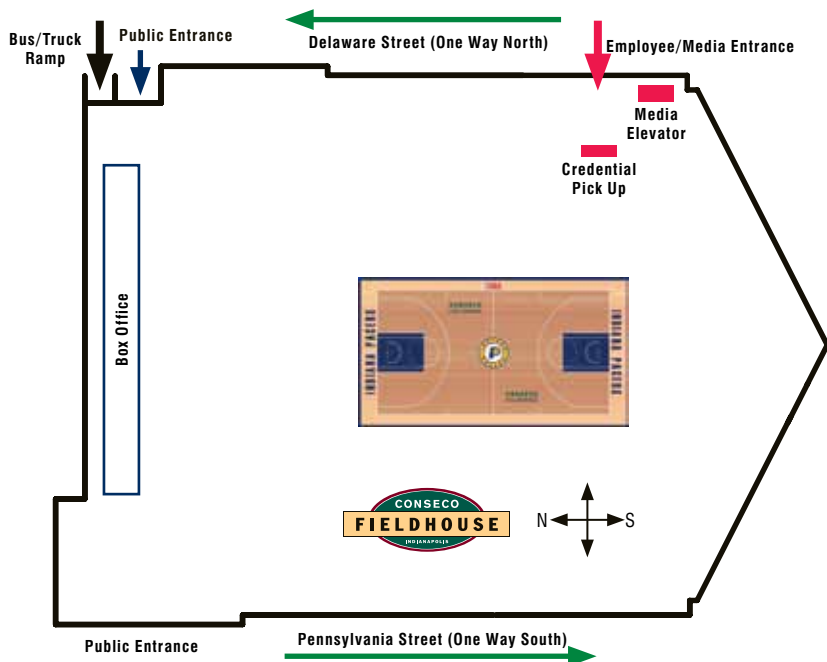 Delaware Street (One Way North)
Bus/Truck
Ramp
Public Entrance
Employee/Media Entrance
Media
Elevator
Credential
Pick Up
Box Office
INDIANA PACERS
INDIANA PACERS
P
CONSECO
FIELDHOUSE
INDIANAPOLIS
N
S
Public Entrance
Pennsylvania Street (One Way South)